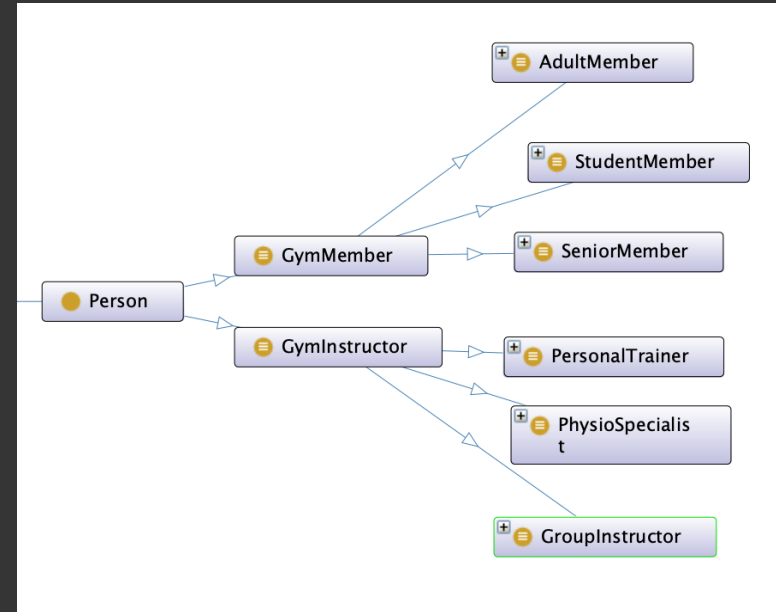 AdultMember
StudentMember
GymMember
SeniorMember
Person
GymInstructor
PersonalTrainer
PhysioSpecialis
t
GroupInstructor